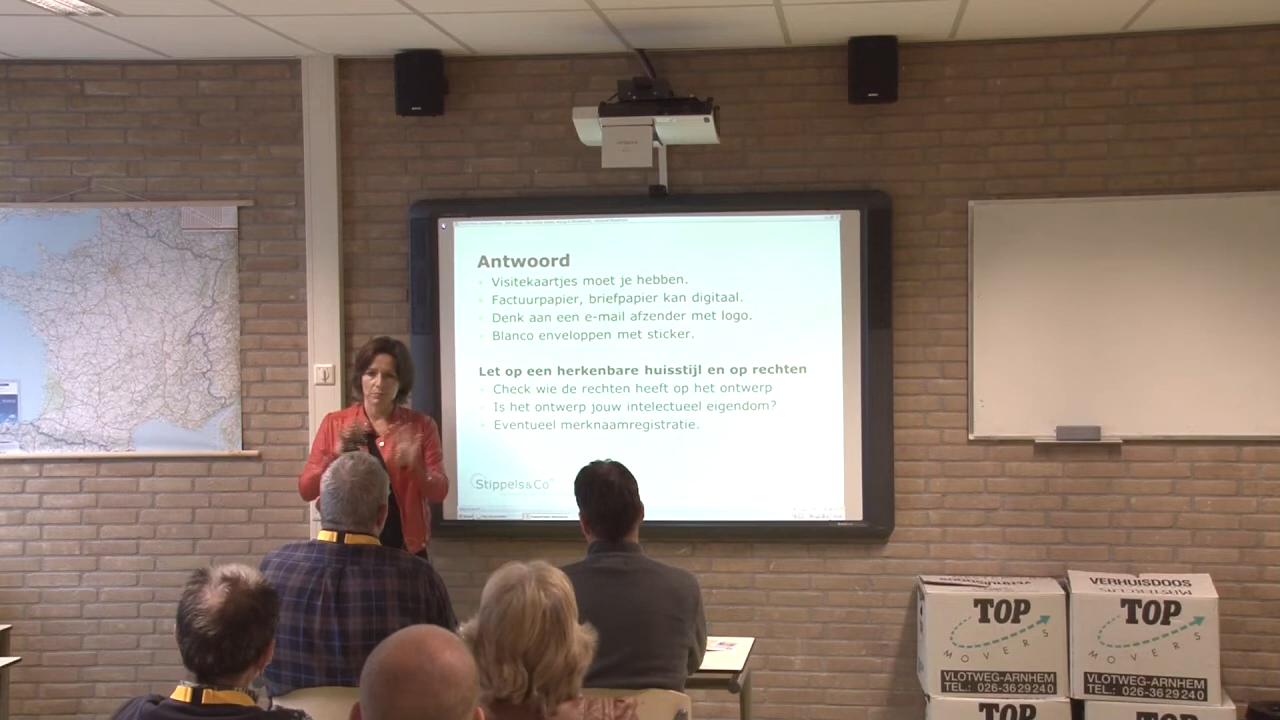 Antwoord
Visitekaartjes moet je hebben.
Factuurpapier, briefpapier kan digitaal.
Denk aan een e-mail afzender met logo.
Blanco enveloppen met sticker.
Let op een herkenbare huisstijl en op rechten
Check wie de rechten heeft op het ontwerp
Is het ontwerp jouw intelectueel eigendom?
Eventueel merknaamregistratie.
Stippels&Co
TOP
MOVERS
VLOTWEG-ARNHEM
TEL.: 026-3629240
VERHUISDOOS
TOP
MOVERS
VLOTWEG-ARNHEM
TEL.: 026-3629240
TOP
TOP